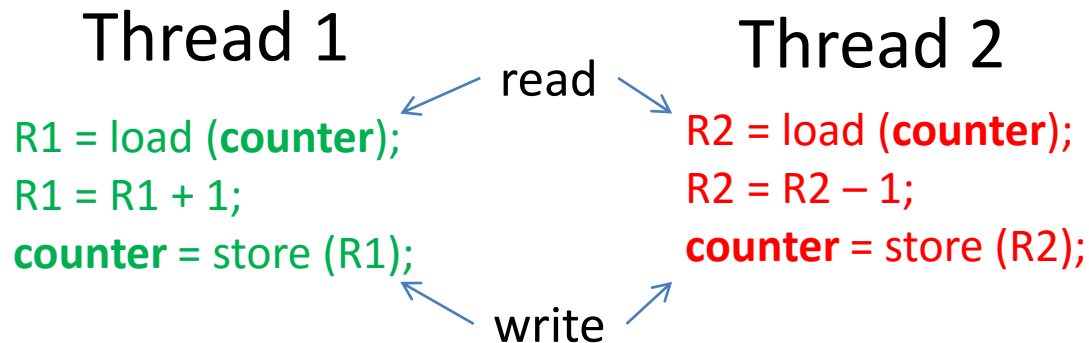 Thread 1
Thread 2
read
R1 = load (counter);
R1 = R1 + 1;
counter = store (R1);
R2 = load (counter);
R2 = R2 – 1;
counter = store (R2);
write